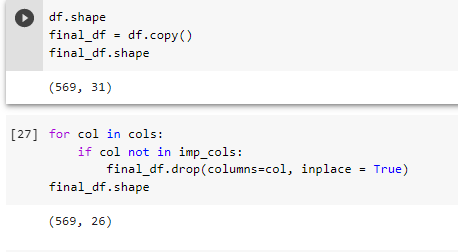 df.shape
final_df = df.copy()
final_df.shape
(569, 31)
[27] for col in cols:
if col not in imp_cols:
final_df.drop(columns=col, inplace = True)
final_df.shape
(569, 26)